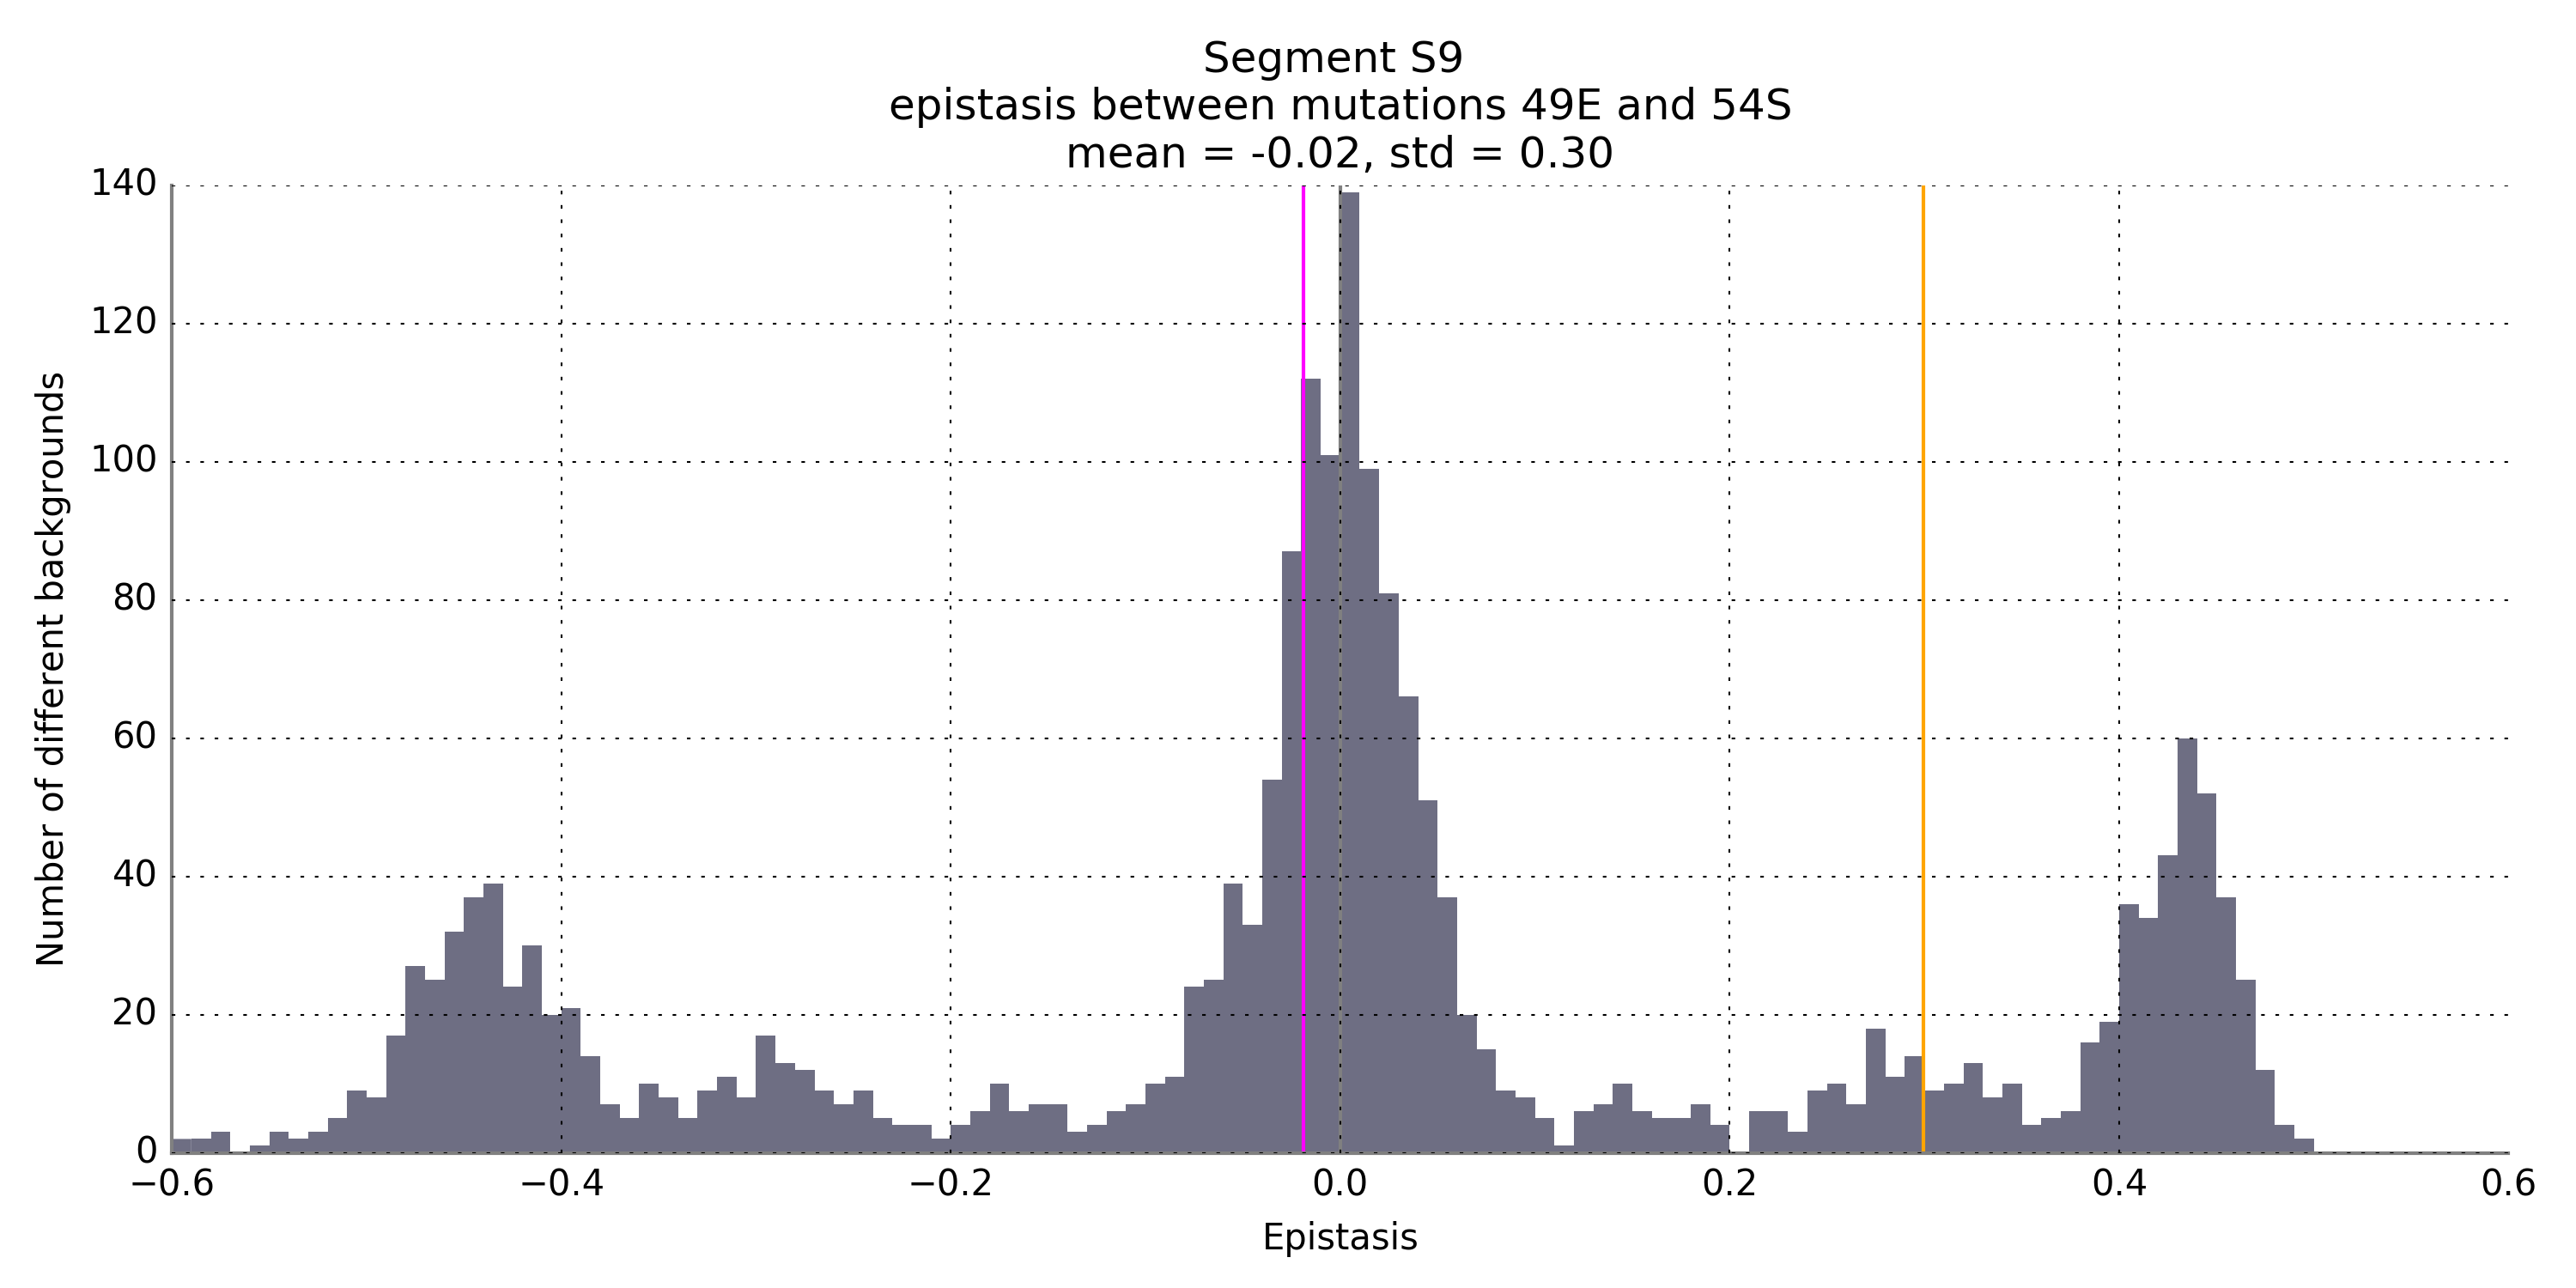 Segment S9
epistasis between mutations 49E and 54S
mean = -0.02, std = 0.30
140
120
100
80
60
40
20
0
Number of different backgrounds
−0.6 −0.4 −0.2 0.0 0.2 0.4 0.6
Epistasis